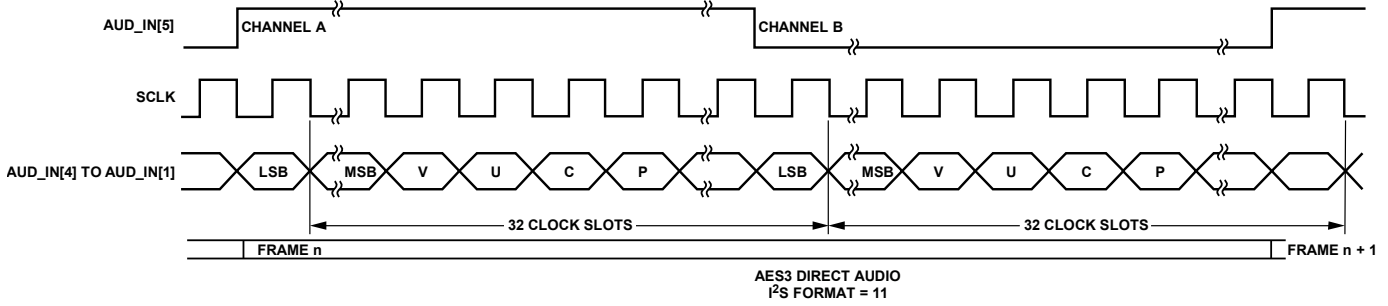 AUD_IN[5]
CHANNEL A
CHANNEL B
SCLK
AUD_IN[4] TO AUD_IN[1]
LSB
MSB
V
U
C
P
LSB
MSB
V
U
C
P
32 CLOCK SLOTS
32 CLOCK SLOTS
FRAME n
FRAME n + 1
AES3 DIRECT AUDIO
I2S FORMAT = 11